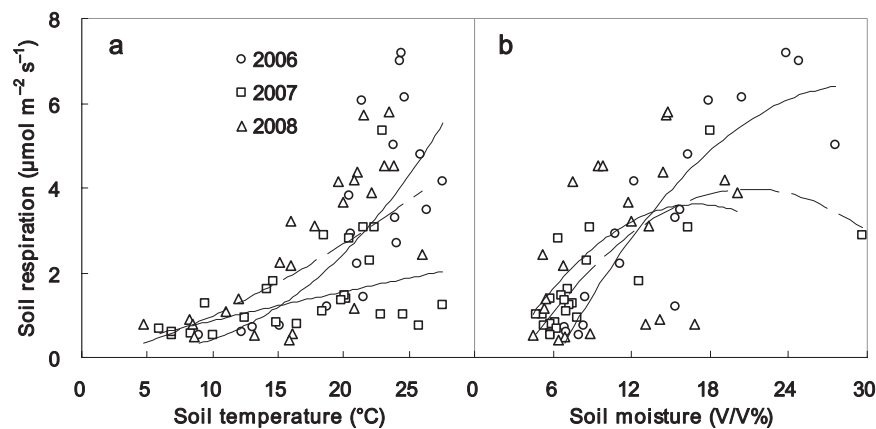 a
b
2006
2007
2008
Soil respiration (µmol m⁻² s⁻¹)
8
6
4
2
0
0 5 10 15 20 25
0 6 12 18 24 30
Soil temperature (°C)
Soil moisture (V/V%)